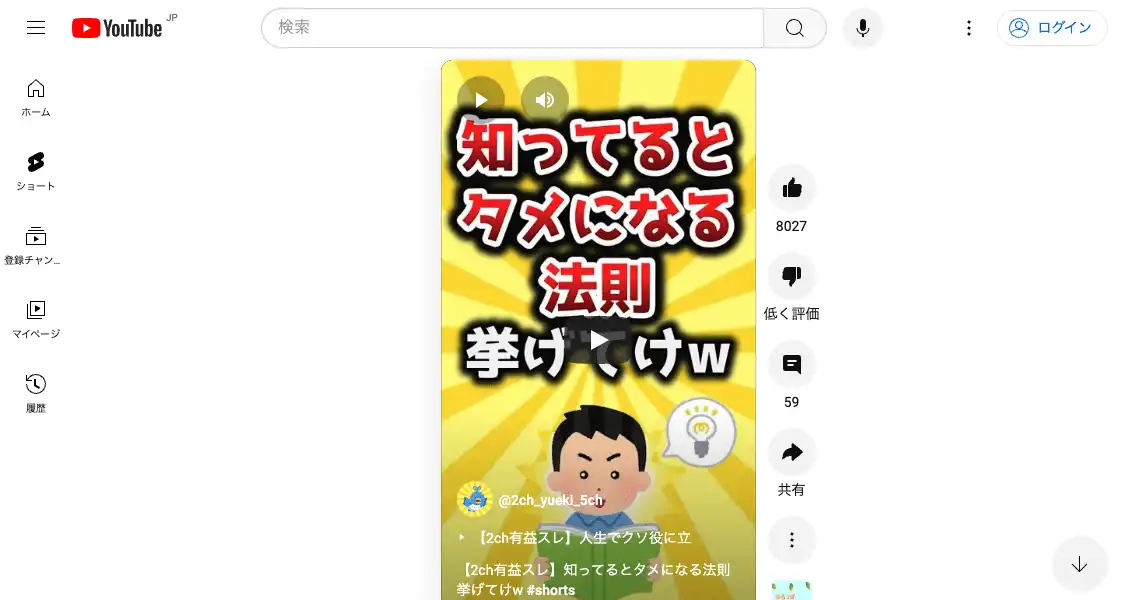 YouTube JP
検索
ログイン
ホーム
ショート
登録チャン...
マイページ
履歴
知ってると
タメになる
法則
挙げてけw
@2ch_yueki_5ch
【2ch有益スレ】人生でクソ役に立
【2ch有益スレ】知ってるとタメになる法則
挙げてけw #shorts
8027
低く評価
59
共有